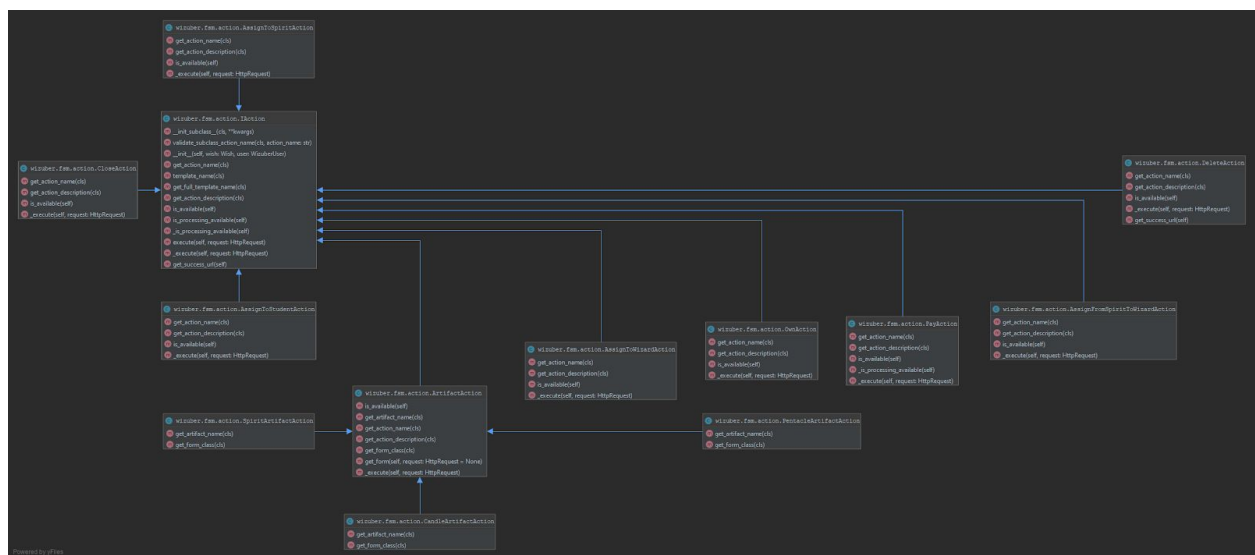 wizuber.fsm.action.AssignToSpiritAction
get_action_name(cls)
get_action_description(cls)
is_available(self)
_execute(self, request: HttpRequest)
wizuber.fsm.action.IAction
__init_subclass__(cls, **kwargs)
validate_subclass_action_name(cls, action_name: str)
__init__(self, wish: Wish, user: WizuberUser)
get_action_name(cls)
template_name(cls)
get_full_template_name(cls)
get_action_description(cls)
is_available(self)
is_processing_available(self)
_is_processing_available(self)
execute(self, request: HttpRequest)
_execute(self, request: HttpRequest)
get_success_url(self)
wizuber.fsm.action.CloseAction
get_action_name(cls)
get_action_description(cls)
is_available(self)
_execute(self, request: HttpRequest)
wizuber.fsm.action.DeleteAction
get_action_name(cls)
get_action_description(cls)
is_available(self)
_execute(self, request: HttpRequest)
get_success_url(self)
wizuber.fsm.action.AssignToStudentAction
get_action_name(cls)
get_action_description(cls)
is_available(self)
_execute(self, request: HttpRequest)
wizuber.fsm.action.AssignToWizardAction
get_action_name(cls)
get_action_description(cls)
is_available(self)
_execute(self, request: HttpRequest)
wizuber.fsm.action.OwnAction
get_action_name(cls)
get_action_description(cls)
is_available(self)
_execute(self, request: HttpRequest)
wizuber.fsm.action.PayAction
get_action_name(cls)
get_action_description(cls)
is_available(self)
_is_processing_available(self)
_execute(self, request: HttpRequest)
wizuber.fsm.action.AssignFromSpiritToWizardAction
get_action_name(cls)
get_action_description(cls)
is_available(self)
_execute(self, request: HttpRequest)
wizuber.fsm.action.ArtifactAction
is_available(self)
get_artifact_name(cls)
get_action_name(cls)
get_action_description(cls)
get_form_class(cls)
get_form(self, request: HttpRequest = None)
_execute(self, request: HttpRequest)
wizuber.fsm.action.SpiritArtifactAction
get_artifact_name(cls)
get_form_class(cls)
wizuber.fsm.action.PentacleArtifactAction
get_artifact_name(cls)
get_form_class(cls)
wizuber.fsm.action.CandleArtifactAction
get_artifact_name(cls)
get_form_class(cls)
Powered by yFiles